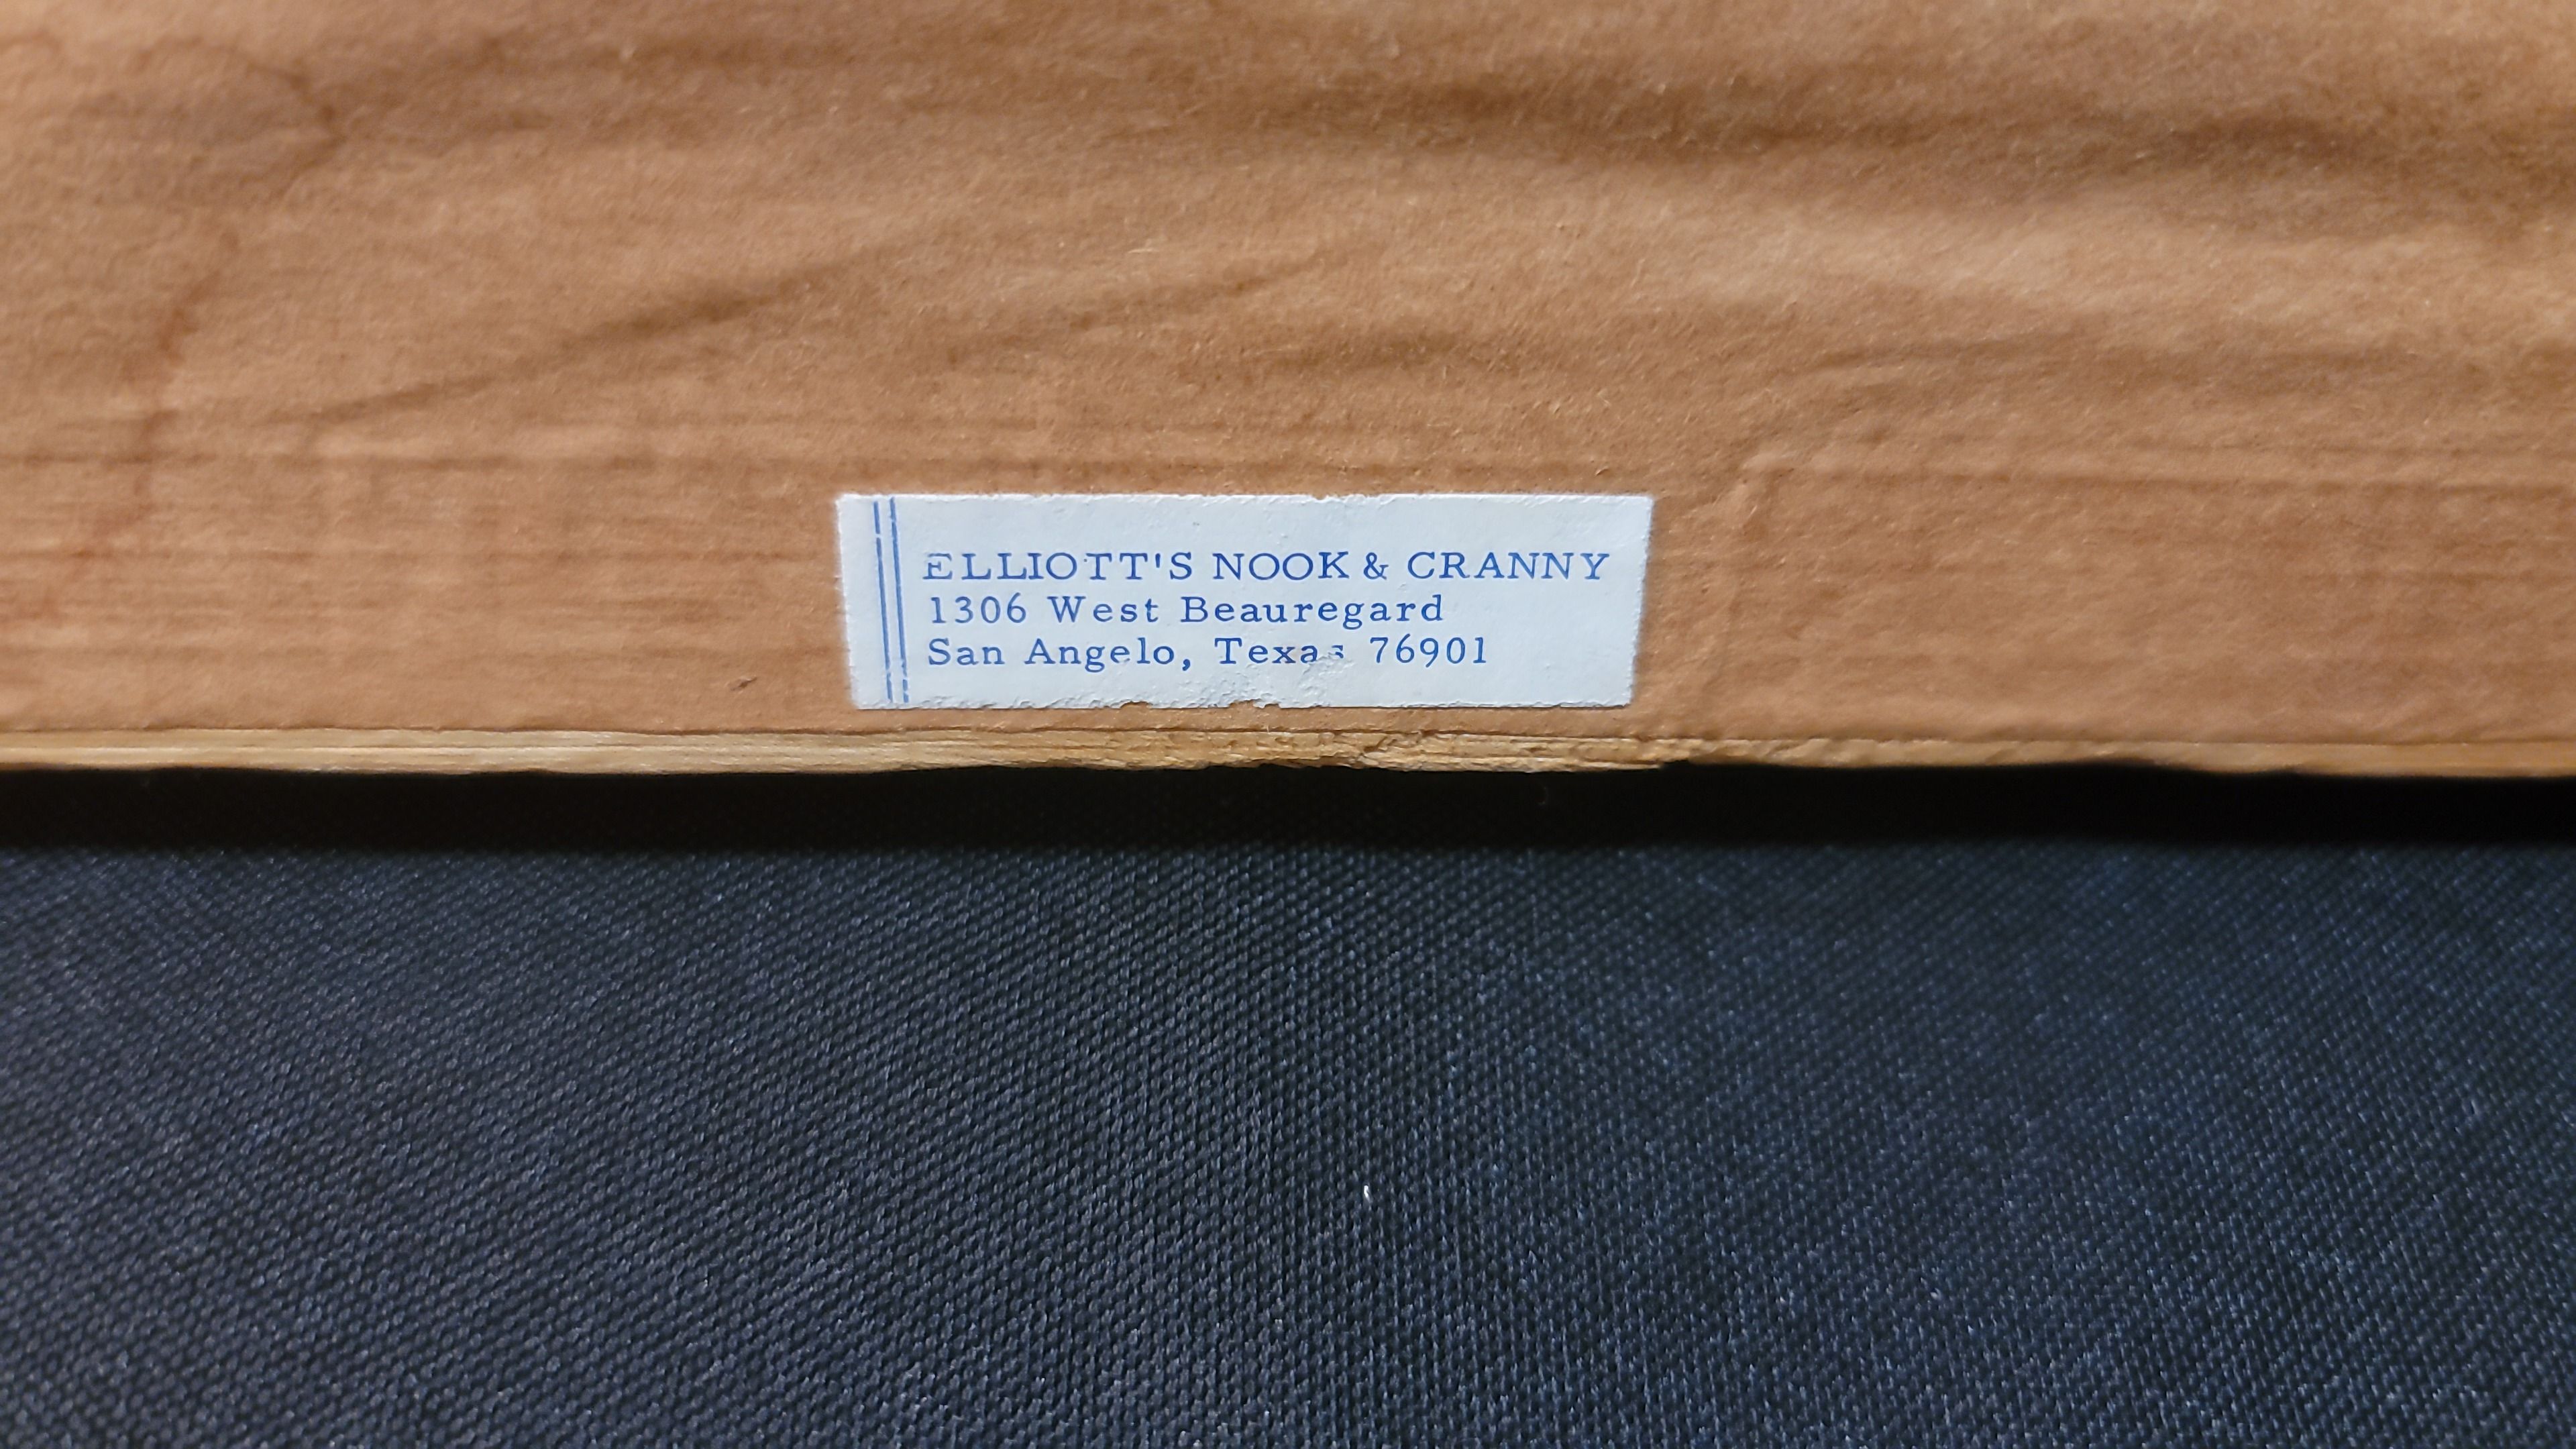 ELLIOTT'S NOOK & CRANNY
1306 West Beauregard
San Angelo, Texas 76901